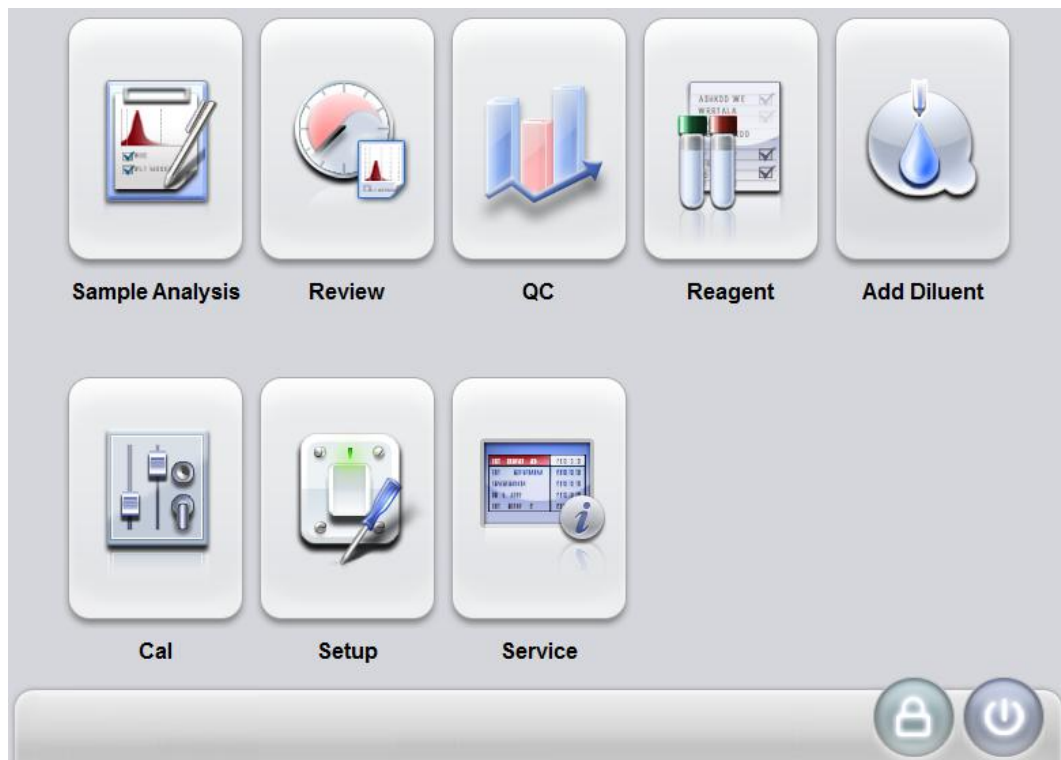 Sample Analysis
Review
QC
Reagent
Add Diluent
Cal
Setup
Service